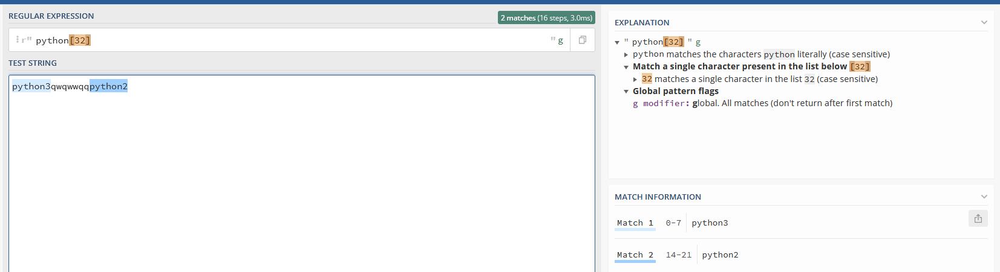 REGULAR EXPRESSION
2 matches (16 steps, 3.0ms)
r" python[32] " g
TEST STRING
python3qwqwwqqpython2
EXPLANATION
" python[32] " g
python matches the characters python literally (case sensitive)
Match a single character present in the list below [32]
32 matches a single character in the list 32 (case sensitive)
Global pattern flags
g modifier: global. All matches (don't return after first match)
MATCH INFORMATION
Match 1 0-7 python3
Match 2 14-21 python2